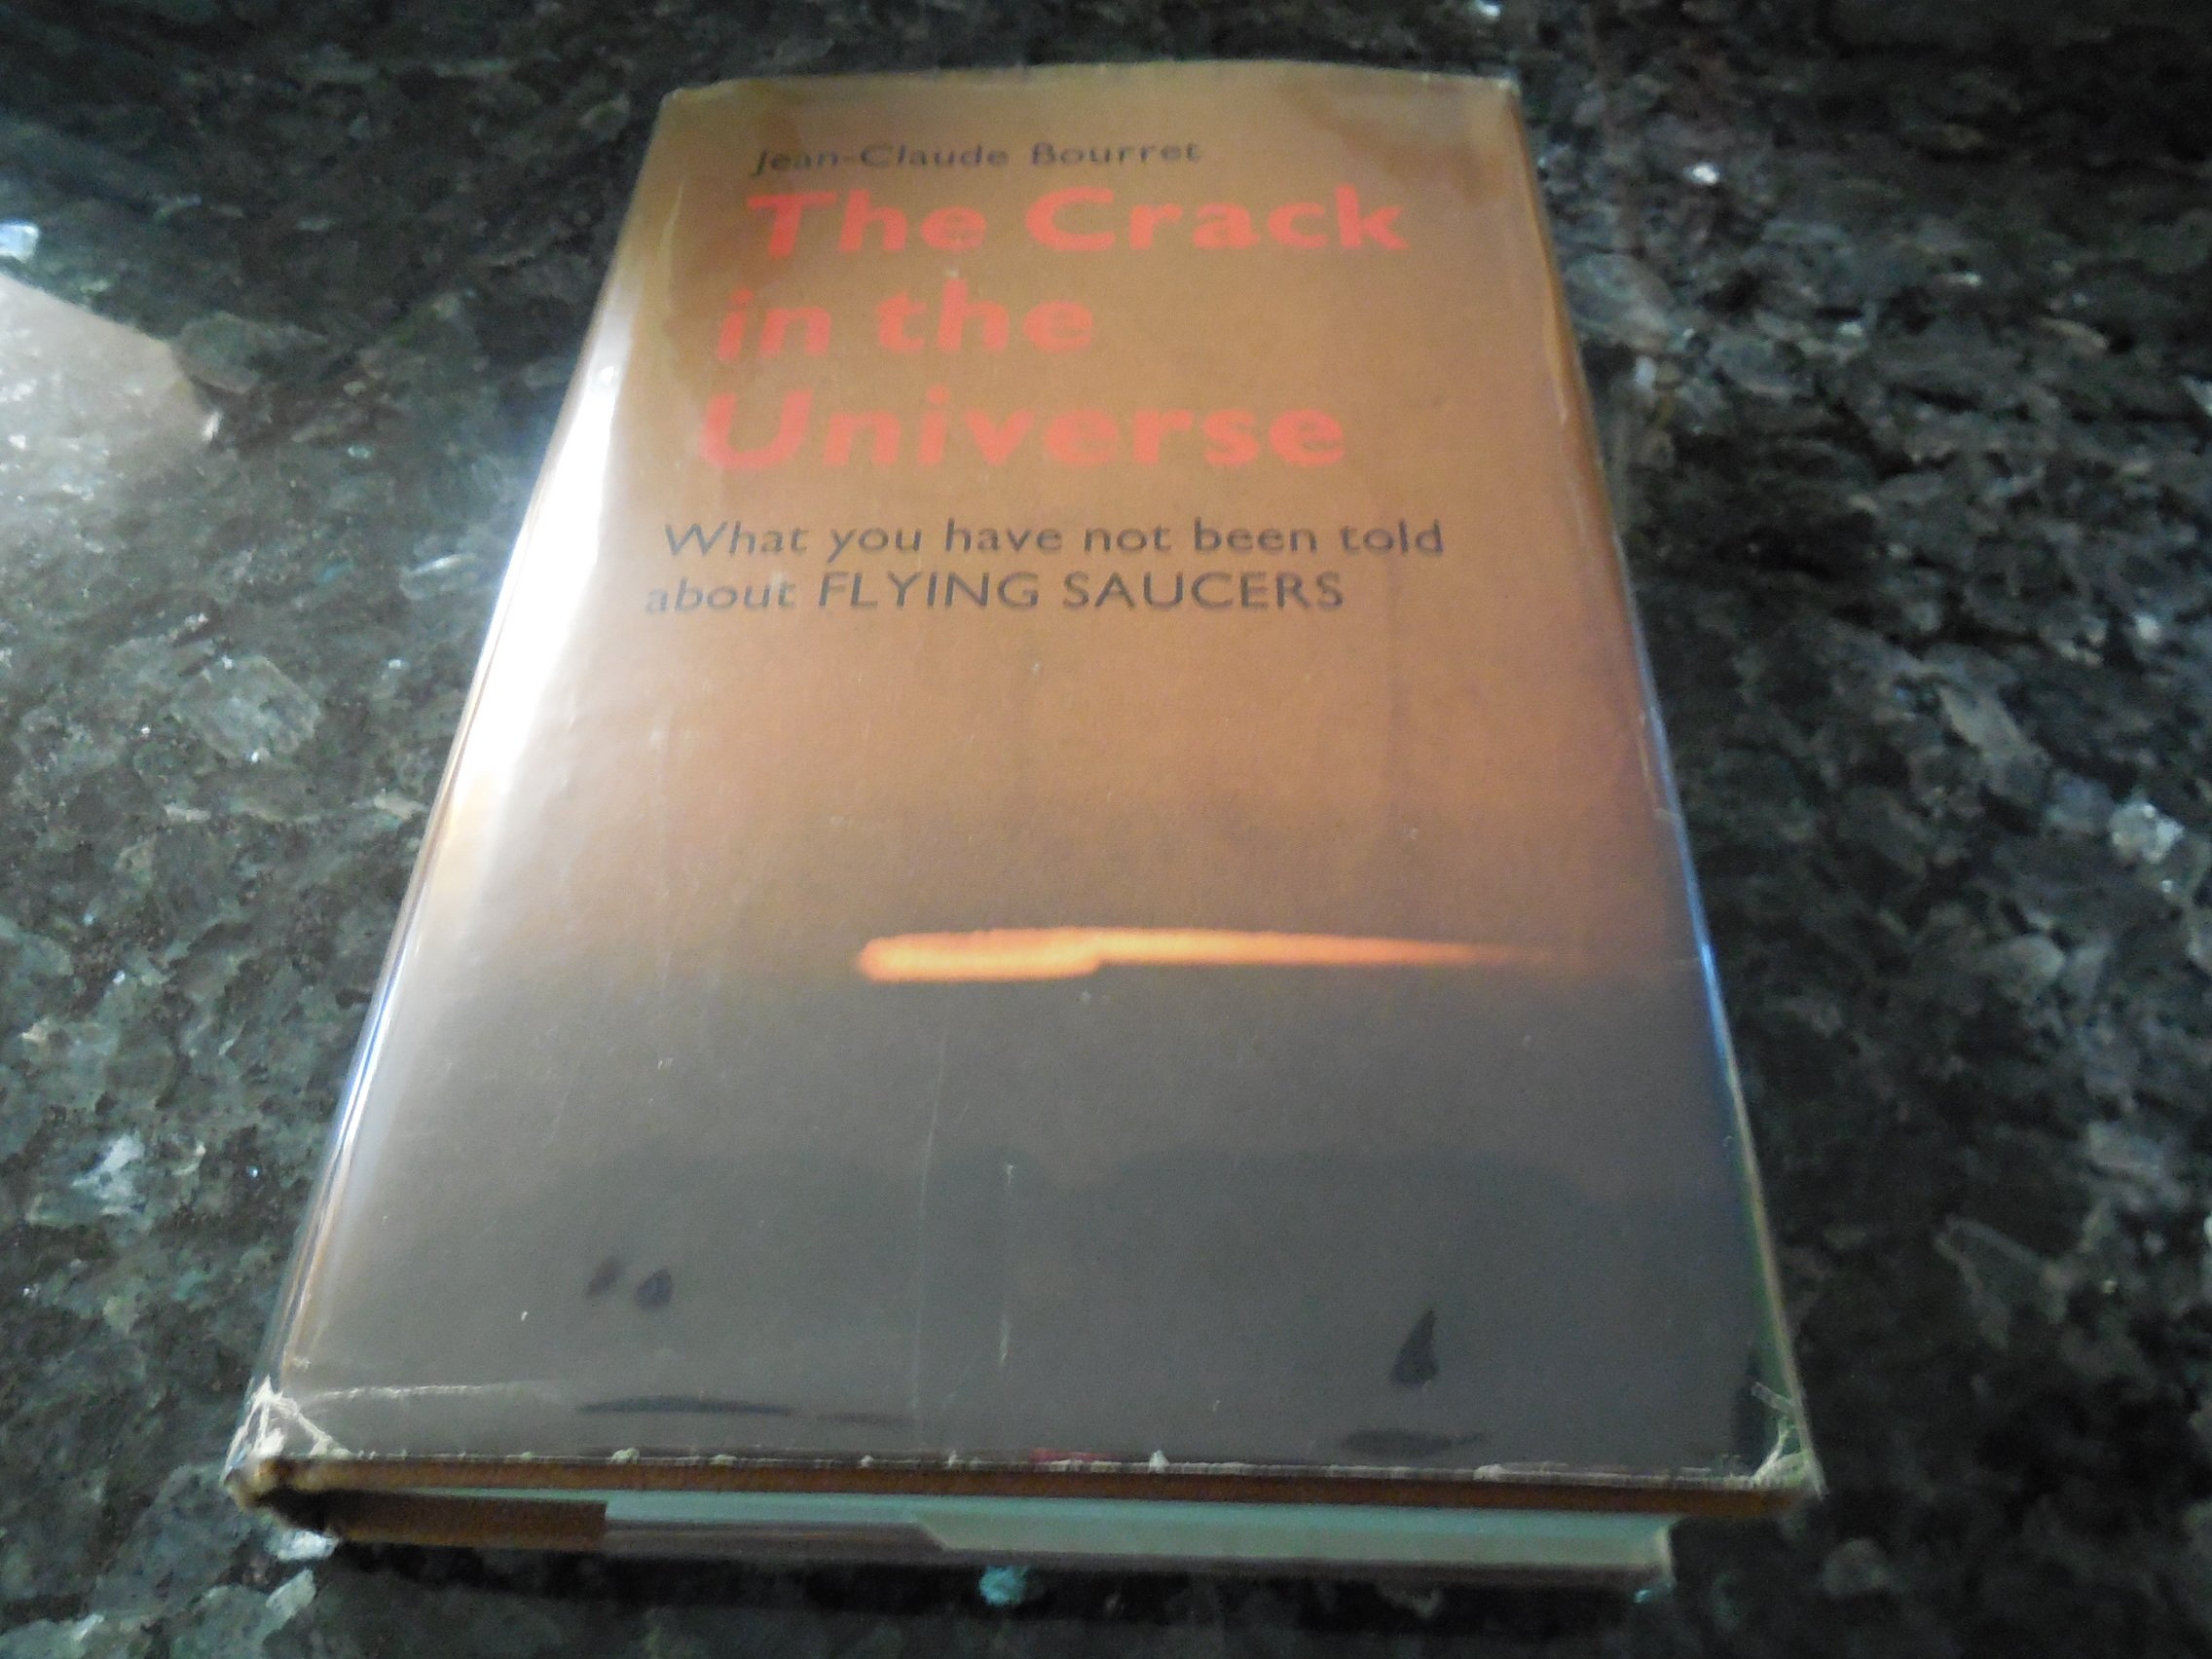 Jean-Claude Bourret
The Crack
in the
Universe
What you have not been told
about FLYING SAUCERS